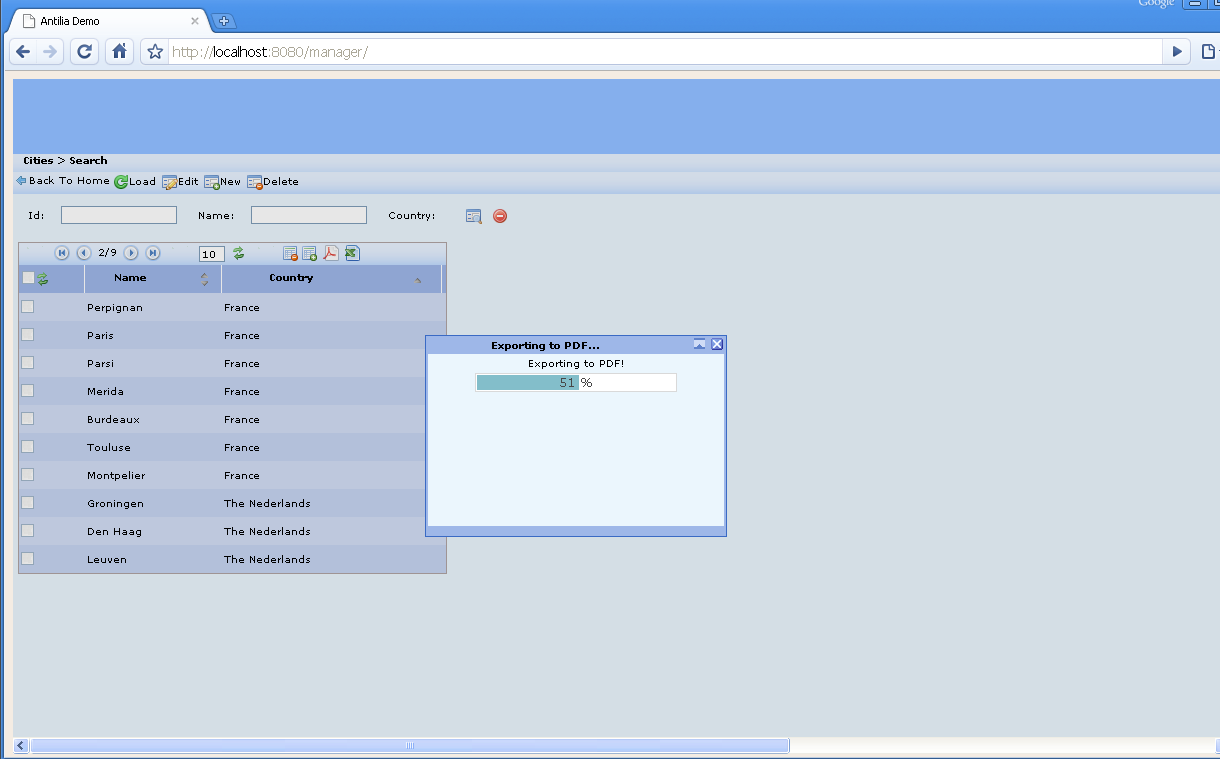 Google
Antilia Demo
http://localhost:8080/manager/
Cities > Search
Back To Home Load Edit New Delete
Id: Name: Country:
2/9 10
Name Country
Perpignan France
Paris France
Parsi France
Merida France
Burdeaux France
Touluse France
Montpelier France
Groningen The Nederlands
Den Haag The Nederlands
Leuven The Nederlands
Exporting to PDF...
Exporting to PDF!
51 %